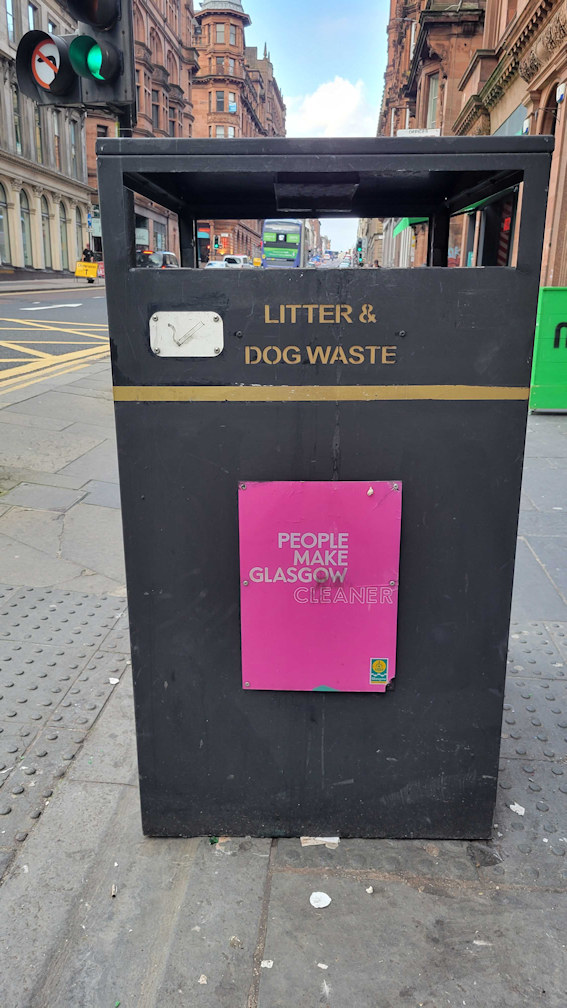 LITTER &
DOG WASTE
PEOPLE
MAKE
GLASGOW
CLEANER